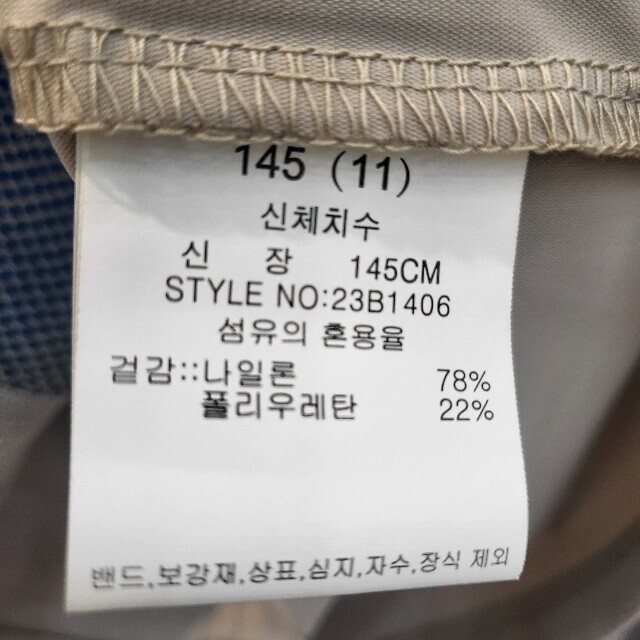 145 (11)
신체치수
신 장 145CM
STYLE NO:23B1406
섬유의 혼용율
겉감::나일론 78%
폴리우레탄 22%
밴드,보강재,상표,심지,자수,장식 제외